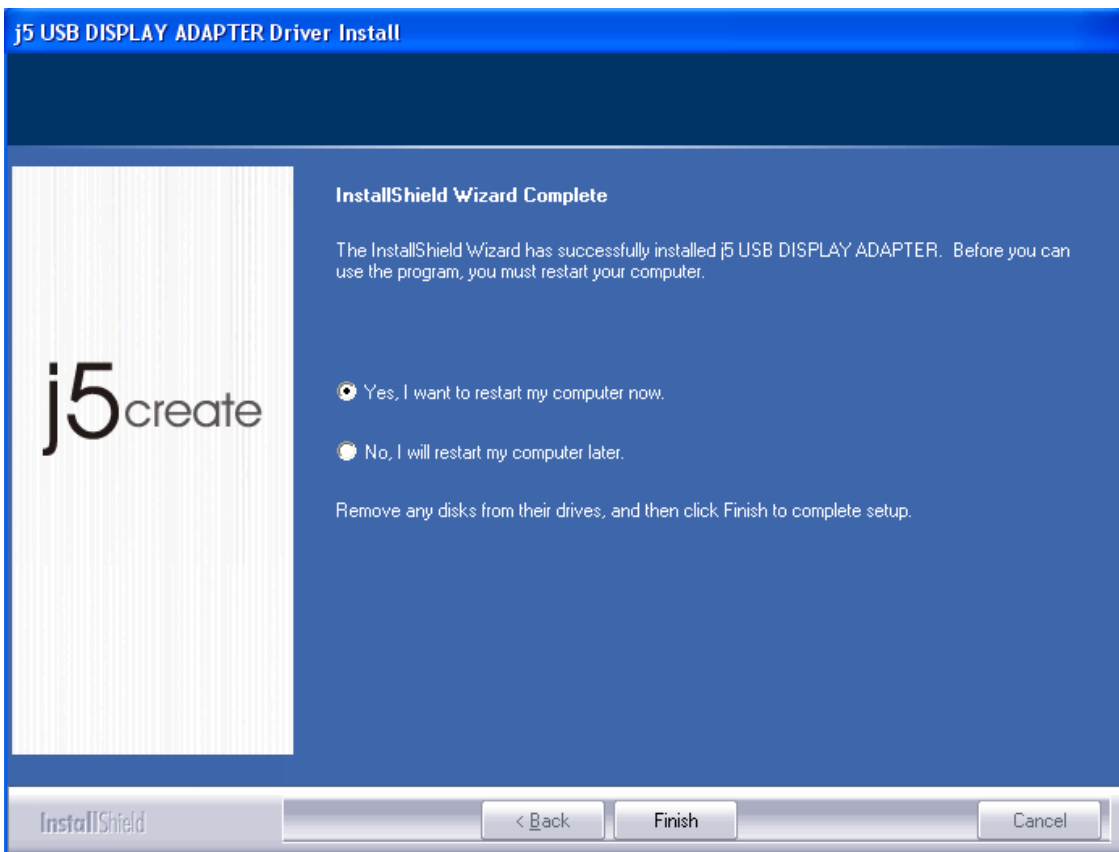 j5 USB DISPLAY ADAPTER Driver Install
InstallShield Wizard Complete
The InstallShield Wizard has successfully installed j5 USB DISPLAY ADAPTER.  Before you can
use the program, you must restart your computer.
j5create
Yes, I want to restart my computer now.
No, I will restart my computer later.
Remove any disks from their drives, and then click Finish to complete setup.
InstallShield
< Back
Finish
Cancel